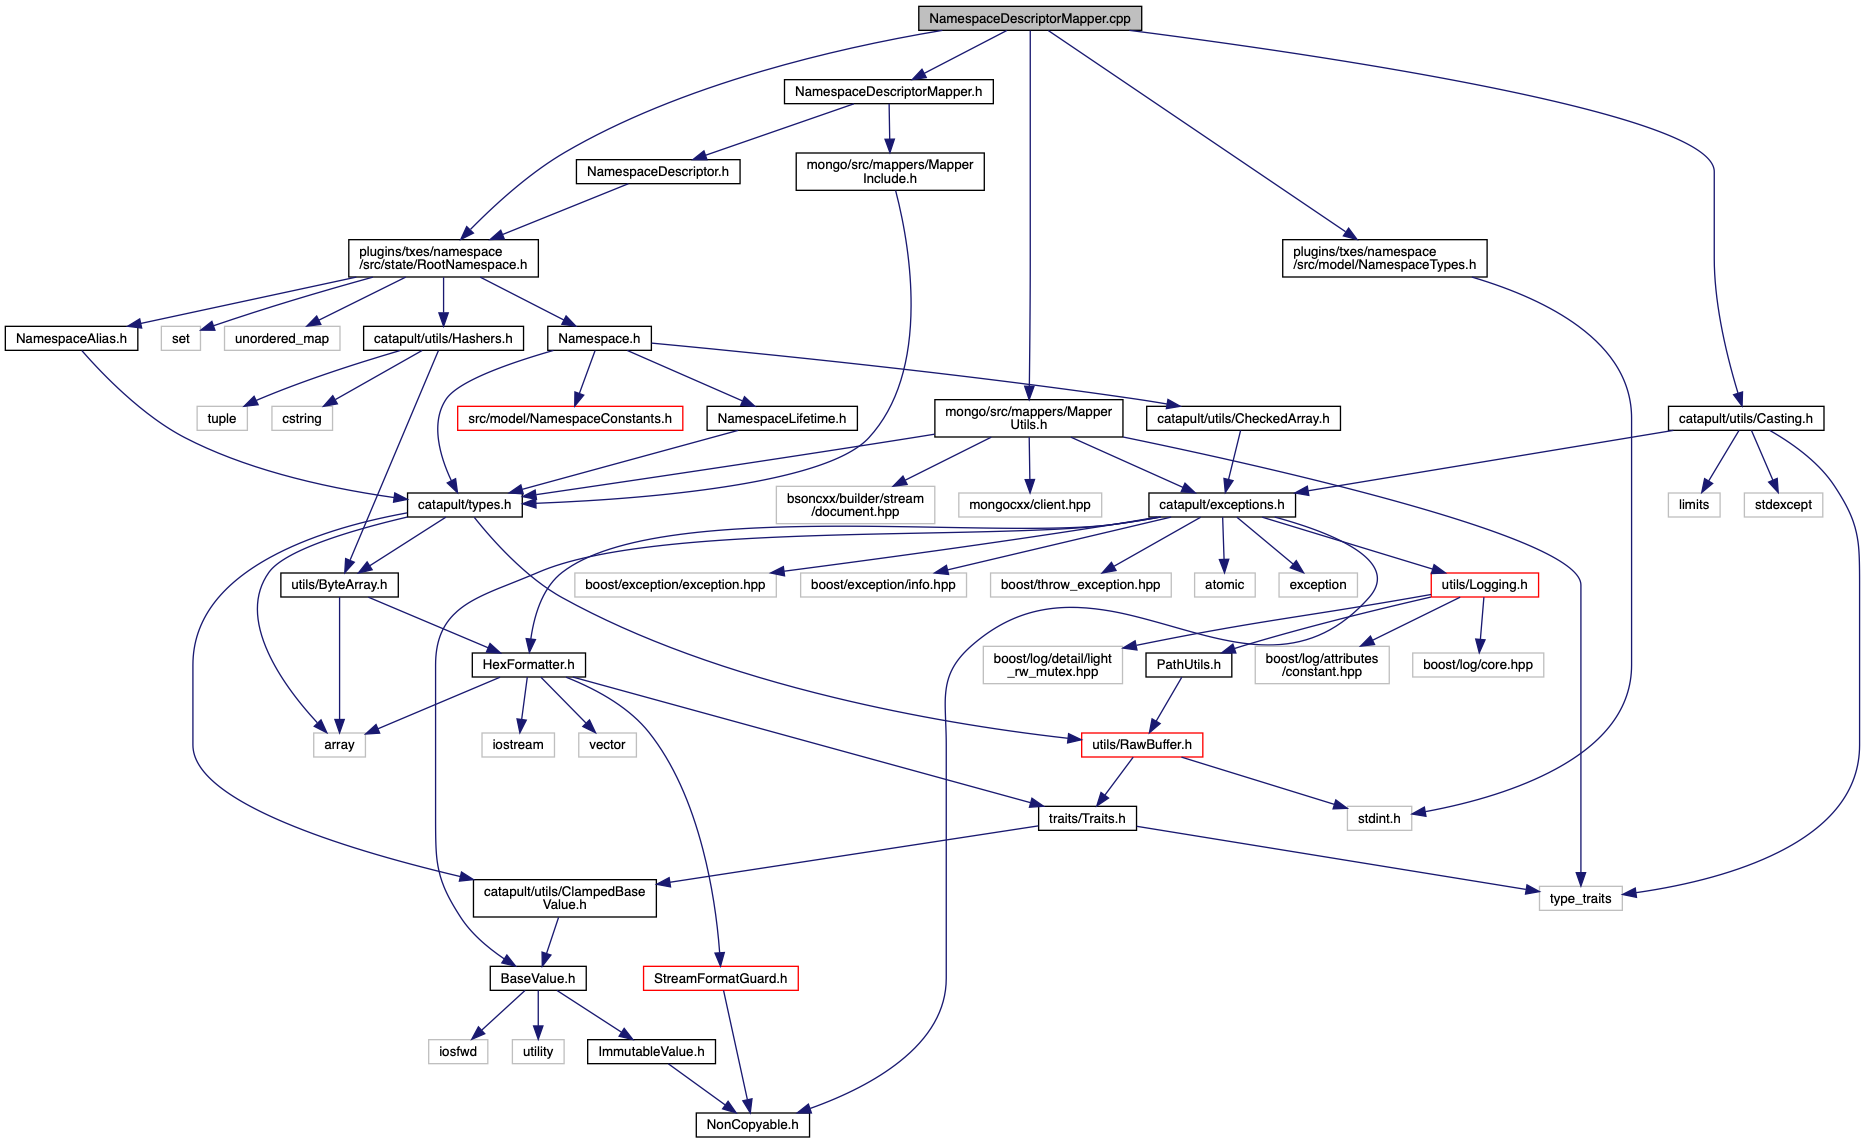 NamespaceDescriptorMapper.cpp
NamespaceDescriptorMapper.h
NamespaceDescriptor.h
mongo/src/mappers/Mapper
Include.h
plugins/txes/namespace
/src/state/RootNamespace.h
plugins/txes/namespace
/src/model/NamespaceTypes.h
NamespaceAlias.h
set
unordered_map
catapult/utils/Hashers.h
Namespace.h
tuple
cstring
src/model/NamespaceConstants.h
NamespaceLifetime.h
mongo/src/mappers/Mapper
Utils.h
catapult/utils/CheckedArray.h
catapult/utils/Casting.h
catapult/types.h
bsoncxx/builder/stream
/document.hpp
mongocxx/client.hpp
catapult/exceptions.h
limits
stdexcept
utils/ByteArray.h
boost/exception/exception.hpp
boost/exception/info.hpp
boost/throw_exception.hpp
atomic
exception
utils/Logging.h
HexFormatter.h
boost/log/detail/light
_rw_mutex.hpp
PathUtils.h
boost/log/attributes
/constant.hpp
boost/log/core.hpp
array
iostream
vector
utils/RawBuffer.h
traits/Traits.h
stdint.h
catapult/utils/ClampedBase
Value.h
type_traits
BaseValue.h
StreamFormatGuard.h
iosfwd
utility
ImmutableValue.h
NonCopyable.h